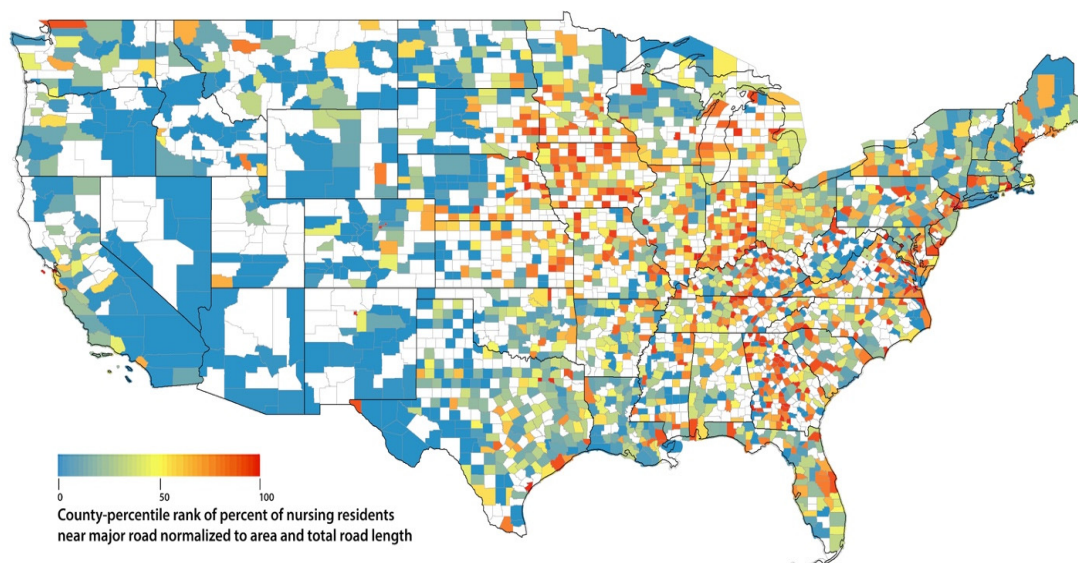 0 50 100
County-percentile rank of percent of nursing residents
near major road normalized to area and total road length